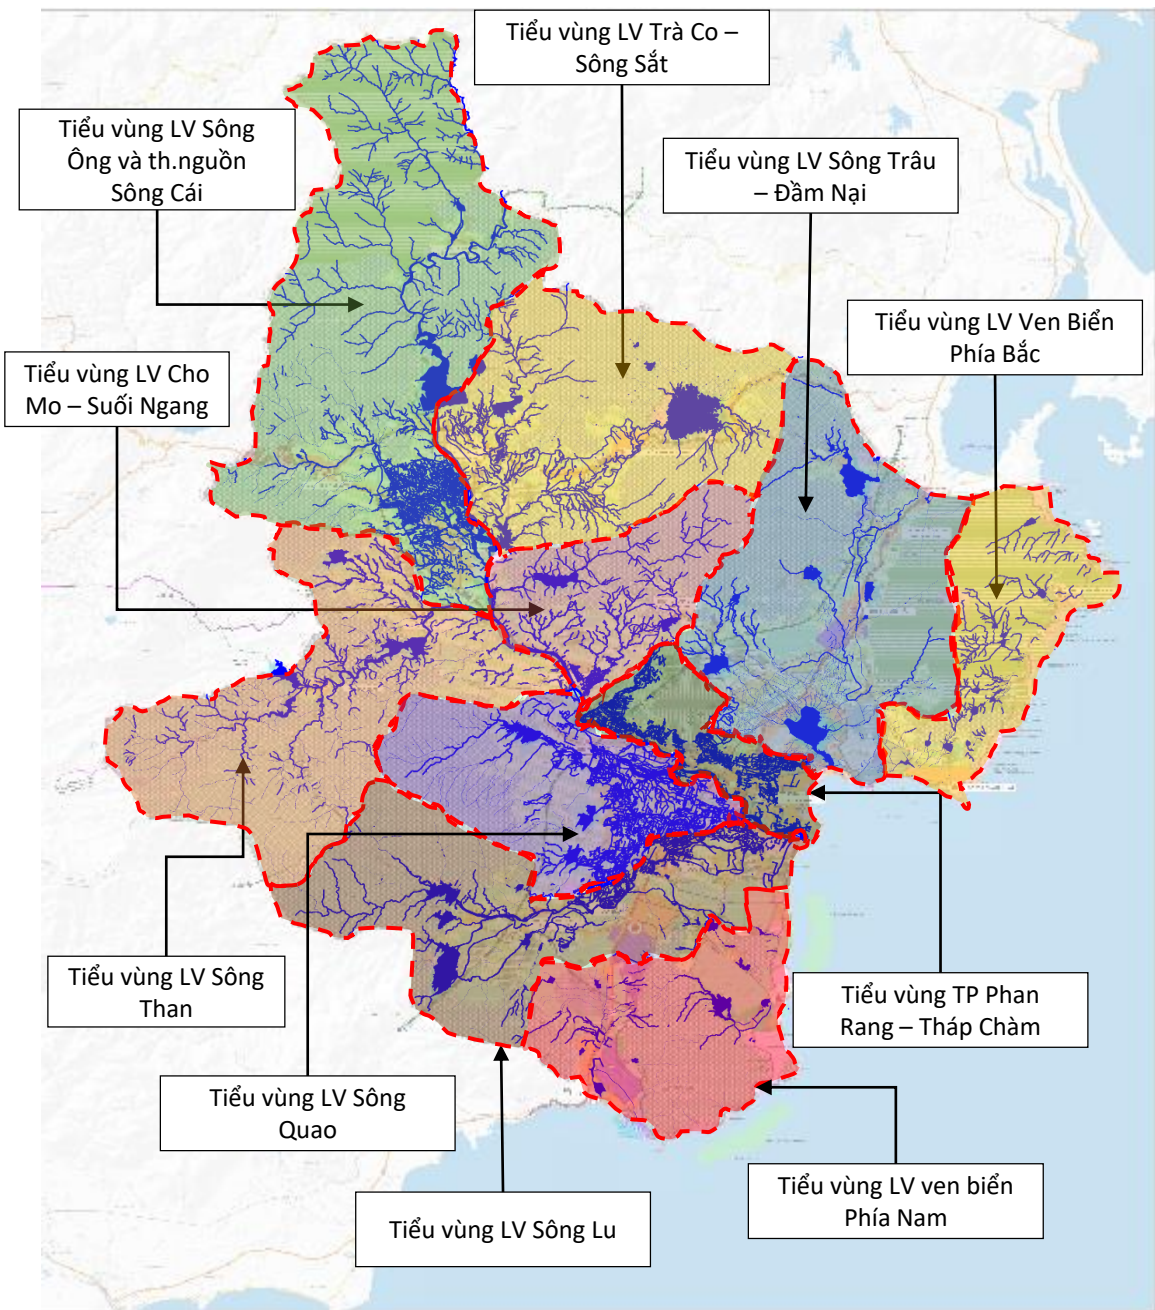 Tiểu vùng LV Trà Co –
Sông Sắt
Tiểu vùng LV Sông
Ông và th.nguồn
Sông Cái
Tiểu vùng LV Sông Trâu
– Đầm Nại
Tiểu vùng LV Ven Biển
Phía Bắc
Tiểu vùng LV Cho
Mo – Suối Ngang
Tiểu vùng LV Sông
Than
Tiểu vùng TP Phan
Rang – Tháp Chàm
Tiểu vùng LV Sông
Quao
Tiểu vùng LV ven biển
Phía Nam
Tiểu vùng LV Sông Lu